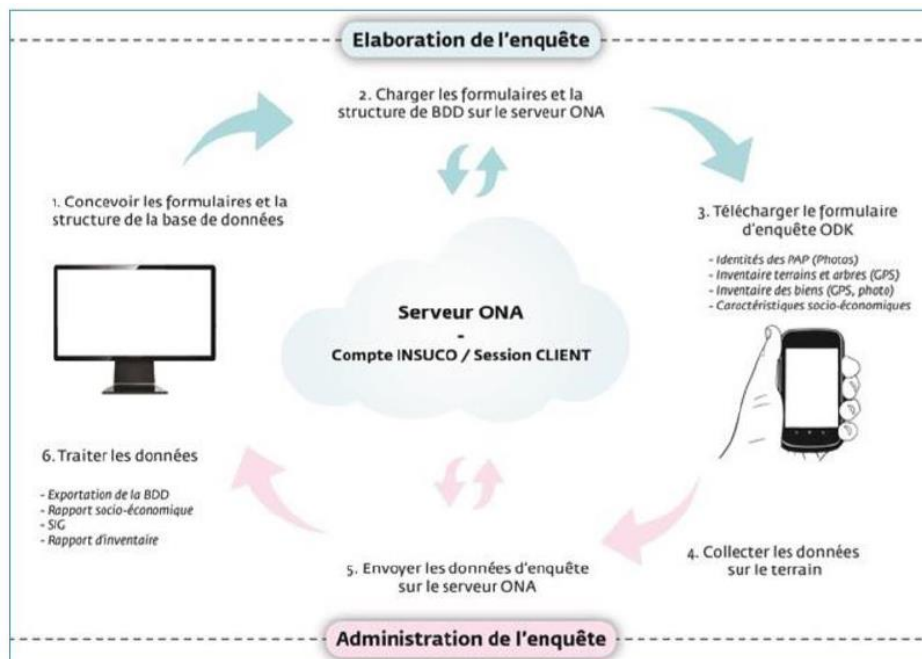 Elaboration de l'enquête
2. Charger les formulaires et la
structure de BDD sur le serveur ONA
1. Concevoir les formulaires et la
structure de la base de données
3. Télécharger le formulaire
d'enquête ODK
- Identités des PAP (Photos)
- Inventaire terrains et arbres (GPS)
- Inventaire des biens (GPS, photo)
- Caractéristiques socio-économiques
Serveur ONA
-
Compte INSUCO / Session CLIENT
6. Traiter les données
- Exportation de la BDD
- Rapport socio-économique
- SIG
- Rapport d'inventaire
4. Collecter les données
sur le terrain
5. Envoyer les données d'enquête
sur le serveur ONA
Administration de l'enquête